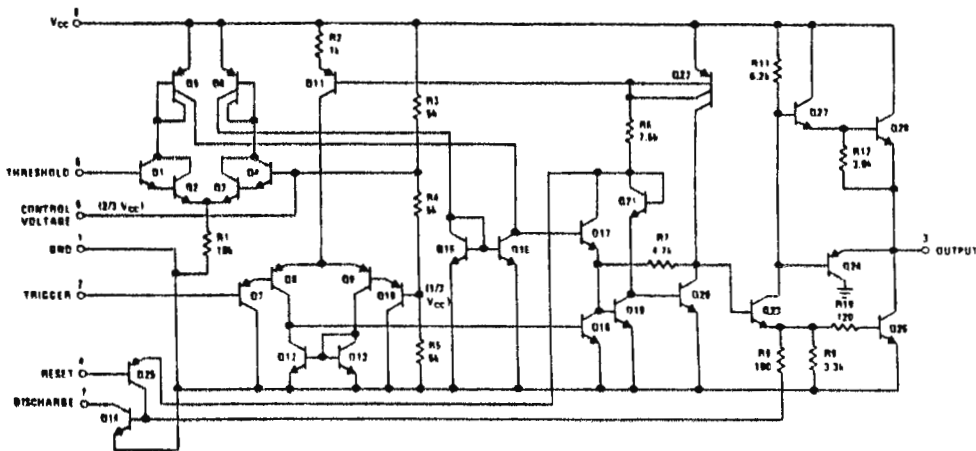 VCC 8
R2
1k
Q5
Q6
Q11
Q22
R11
6.2k
Q27
Q28
R3
5k
R6
7.5k
R12
3.9k
THRESHOLD 6
Q1
Q2
Q3
Q4
CONTROL VOLTAGE 5
(2/3 VCC)
R4
5k
Q21
GND 1
R1
10k
Q15
Q16
Q17
R7
4.7k
3 OUTPUT
Q24
TRIGGER 2
Q7
Q8
Q9
Q10
(1/3 VCC)
Q18
Q19
Q20
Q23
R10
120
Q26
Q12
Q13
R5
5k
R8
100
R9
3.3k
RESET 4
Q25
DISCHARGE 7
Q14